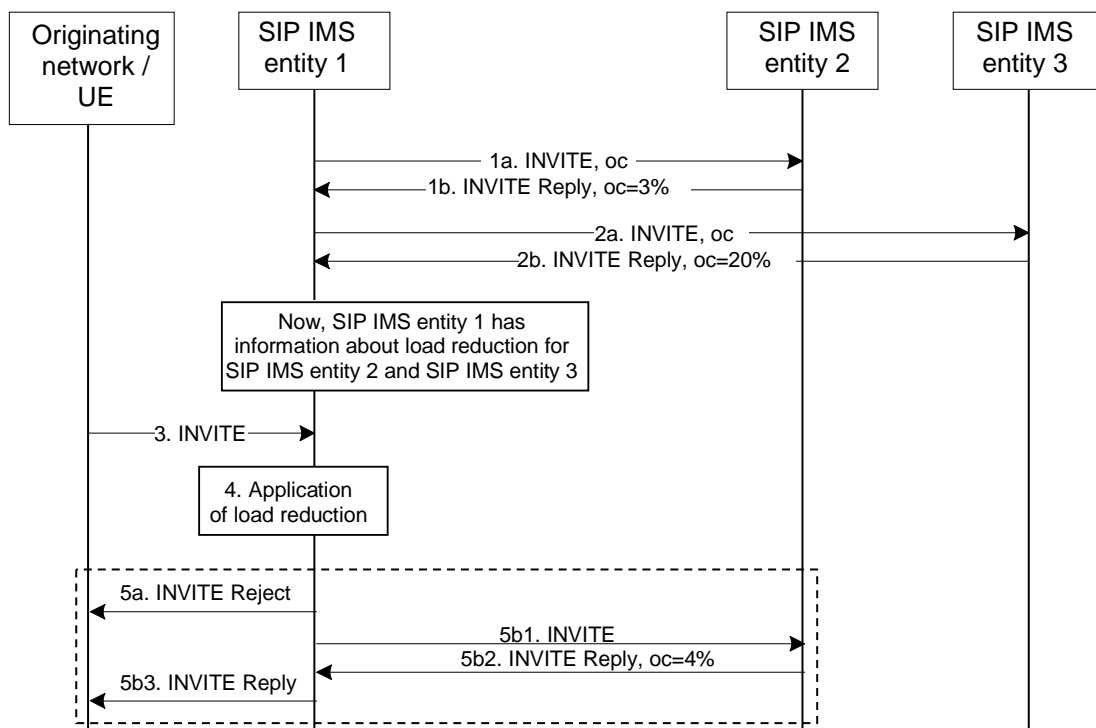 Originating
network /
UE
SIP IMS
entity 1
SIP IMS
entity 2
SIP IMS
entity 3
1a. INVITE, oc
1b. INVITE Reply, oc=3%
2a. INVITE, oc
2b. INVITE Reply, oc=20%
Now, SIP IMS entity 1 has
information about load reduction for
SIP IMS entity 2 and SIP IMS entity 3
3. INVITE
4. Application
of load reduction
5a. INVITE Reject
5b1. INVITE
5b2. INVITE Reply, oc=4%
5b3. INVITE Reply